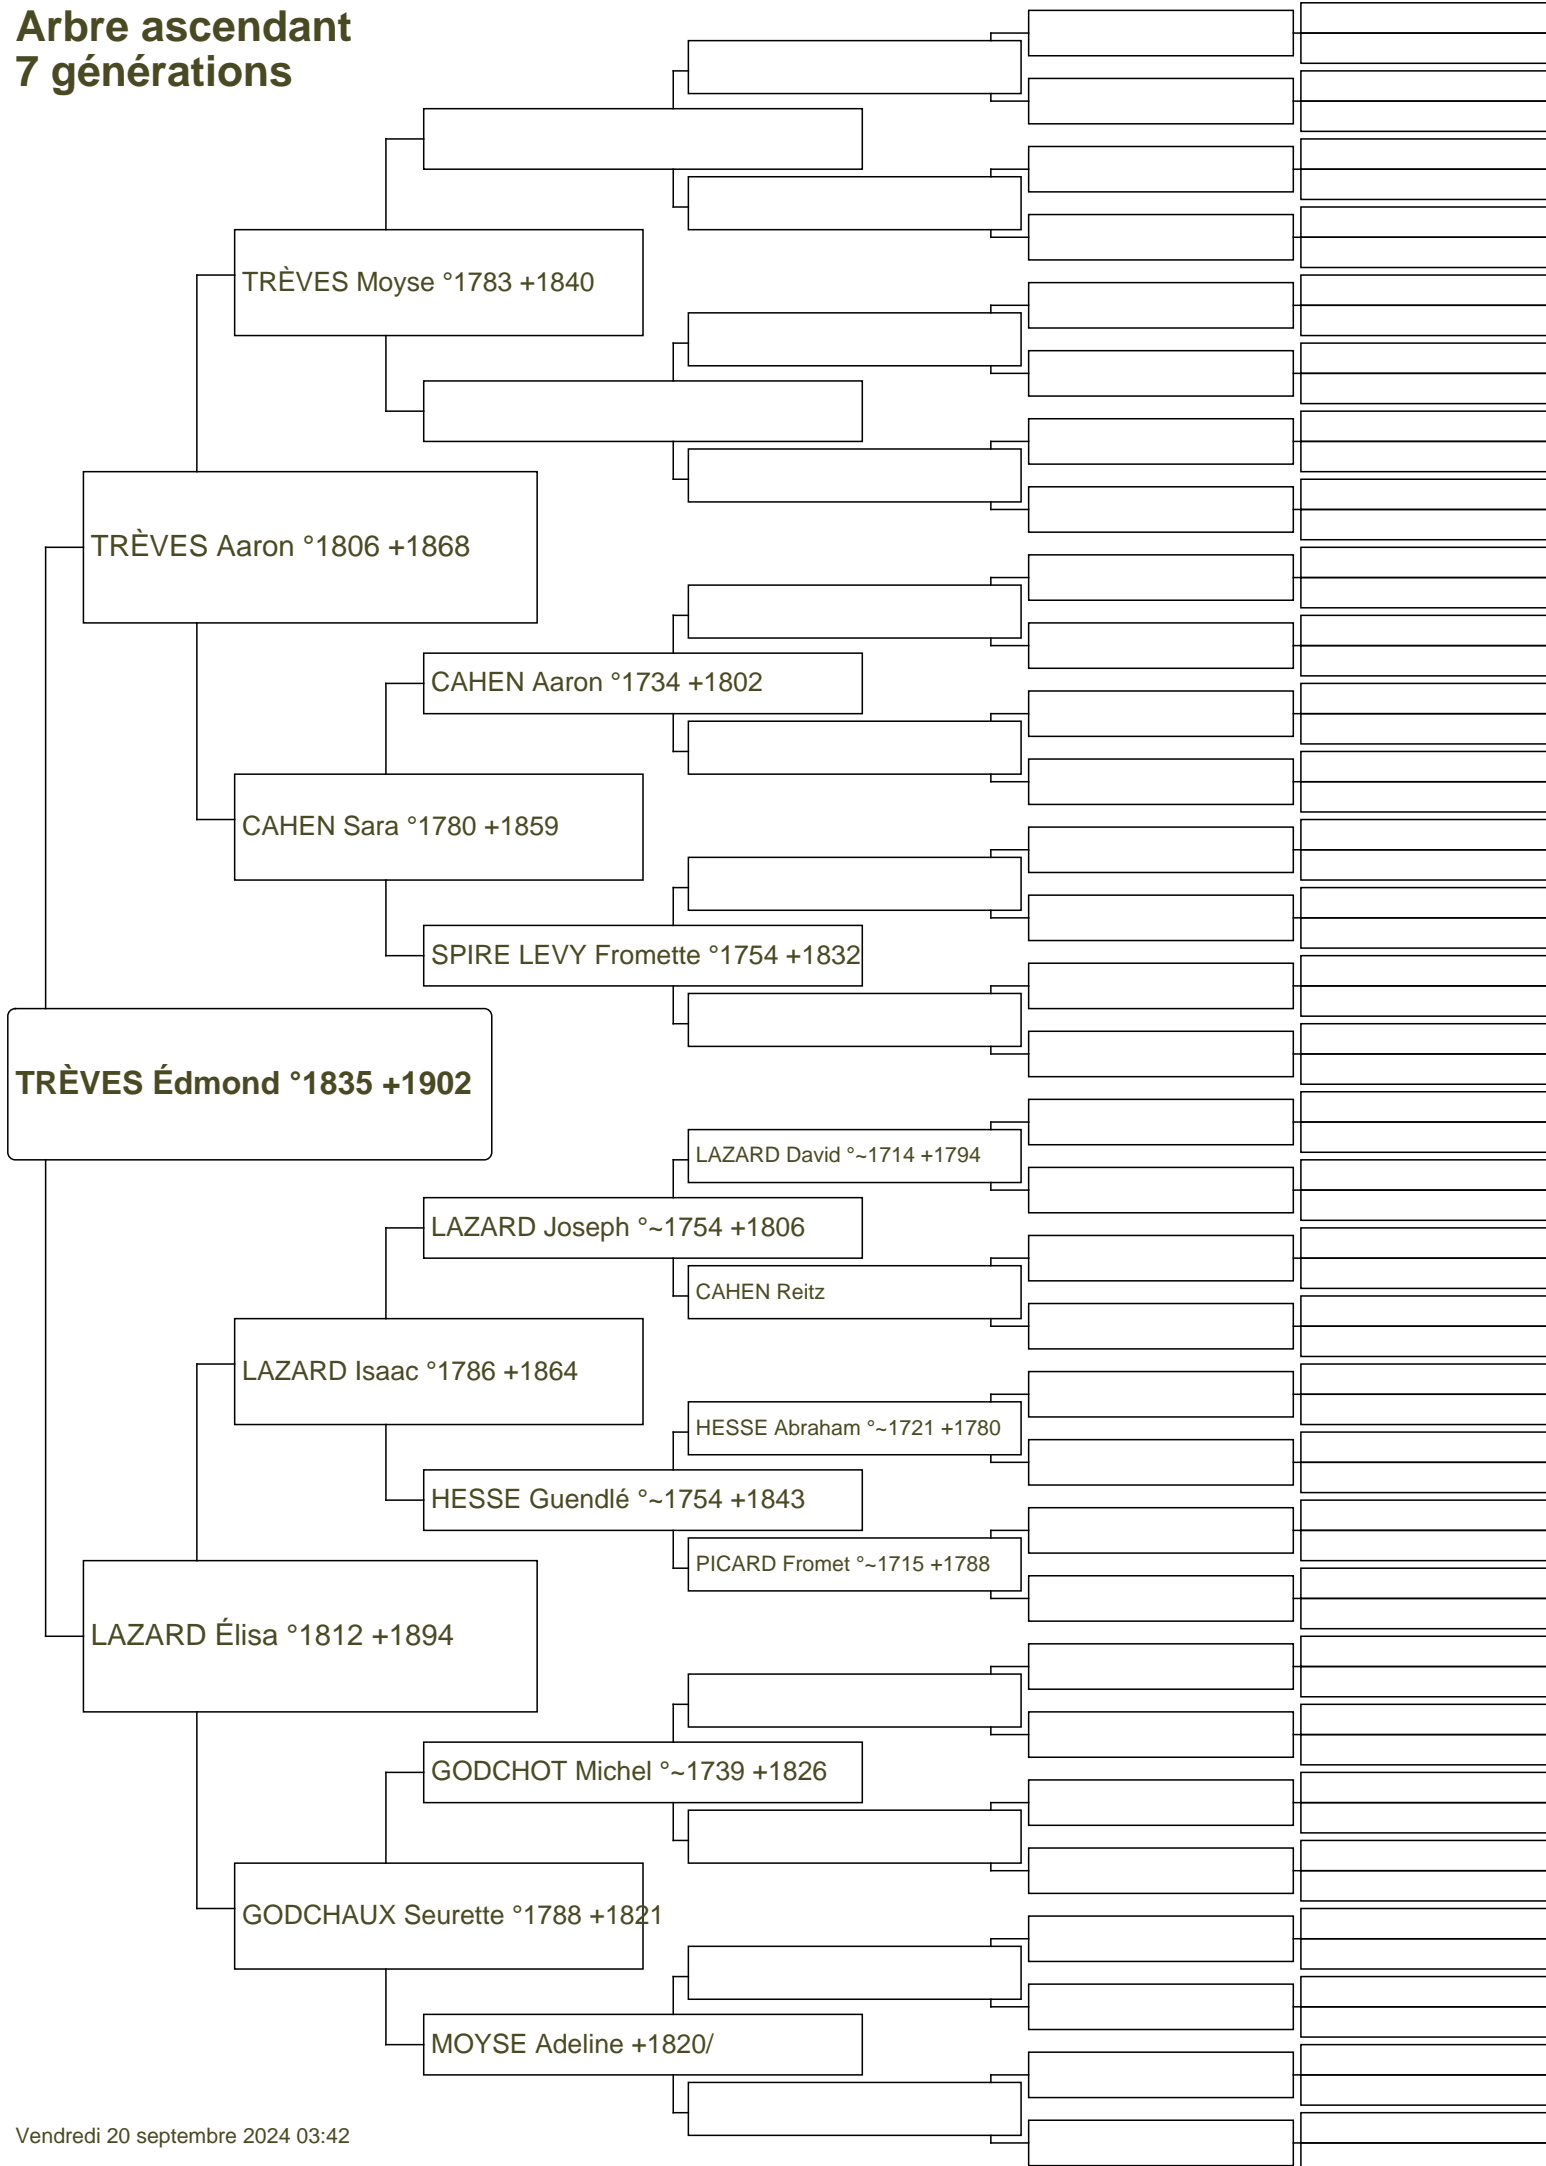 Arbre ascendant
7 générations
TRÈVES Moyse °1783 +1840
TRÈVES Aaron °1806 +1868
CAHEN Aaron °1734 +1802
CAHEN Sara °1780 +1859
SPIRE LEVY Fromette °1754 +1832
TRÈVES Édmond °1835 +1902
LAZARD David °~1714 +1794
LAZARD Joseph °~1754 +1806
CAHEN Reitz
LAZARD Isaac °1786 +1864
HESSE Abraham °~1721 +1780
HESSE Guendlé °~1754 +1843
PICARD Fromet °~1715 +1788
LAZARD Élisa °1812 +1894
GODCHOT Michel °~1739 +1826
GODCHAUX Seurette °1788 +1821
MOYSE Adeline +1820/
Vendredi 20 septembre 2024 03:42